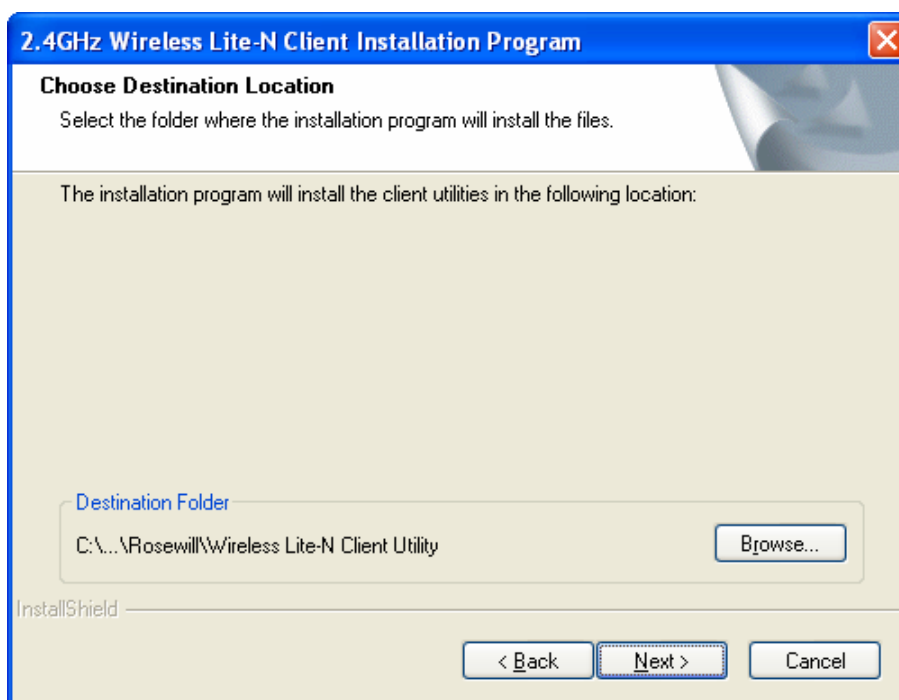 2.4GHz Wireless Lite-N Client Installation Program
Choose Destination Location
Select the folder where the installation program will install the files.
The installation program will install the client utilities in the following location:
Destination Folder
C:\...\Rosewill\Wireless Lite-N Client Utility
Browse...
InstallShield
< Back
Next >
Cancel